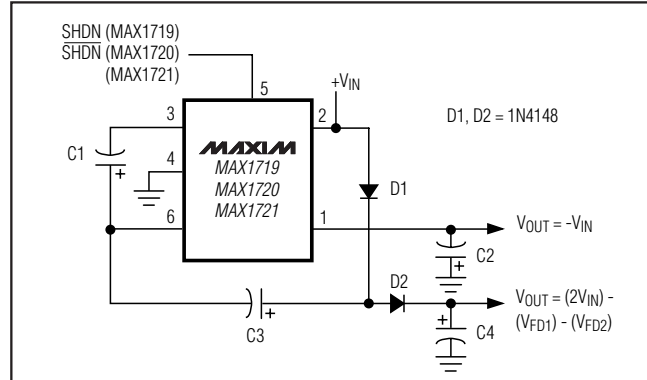 SHDN (MAX1719)
SHDN (MAX1720)
(MAX1721)
5
+VIN
3
2
D1, D2 = 1N4148
C1
+
4
MAXIM
MAX1719
MAX1720
MAX1721
D1
6
1
VOUT = -VIN
C2
+
D2
C3
+
+
C4
VOUT = (2VIN) -
(VFD1) - (VFD2)